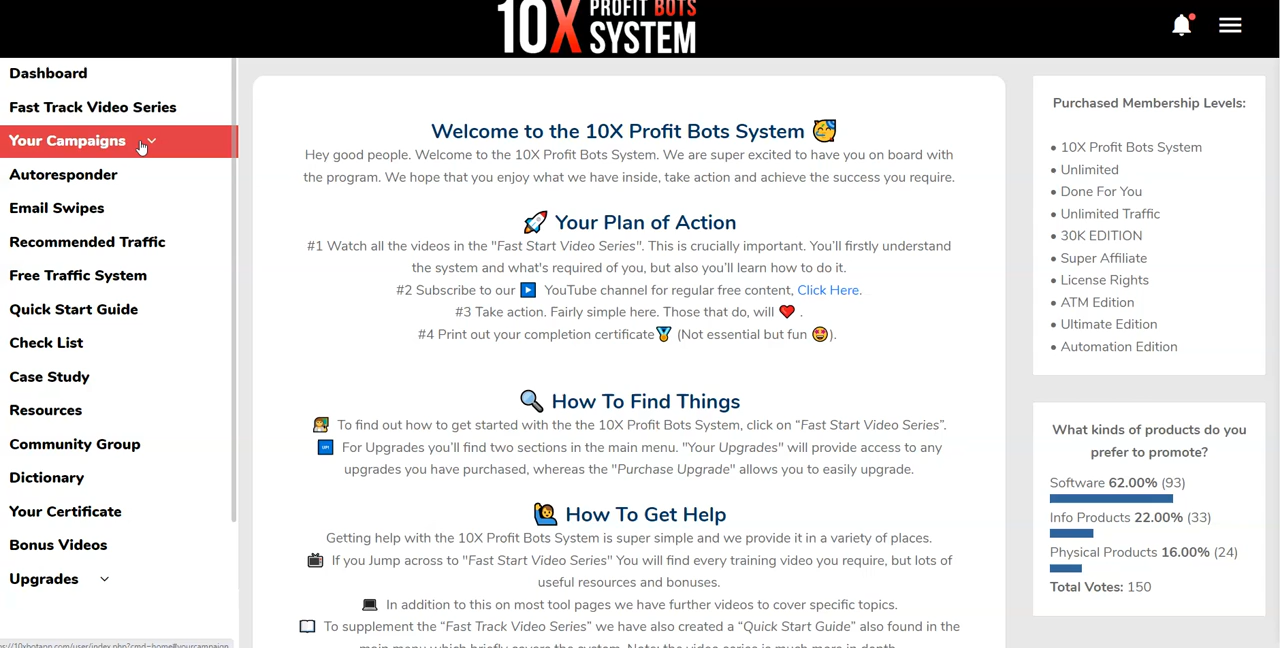 10X PROFIT BOTS
SYSTEM
Dashboard
Fast Track Video Series
Your Campaigns
Autoresponder
Email Swipes
Recommended Traffic
Free Traffic System
Quick Start Guide
Check List
Case Study
Resources
Community Group
Dictionary
Your Certificate
Bonus Videos
Upgrades
Welcome to the 10X Profit Bots System
Hey good people. Welcome to the 10X Profit Bots System. We are super excited to have you on board with
the program. We hope that you enjoy what we have inside, take action and achieve the success you require.
Your Plan of Action
#1 Watch all the videos in the "Fast Start Video Series". This is crucially important. You'll firstly understand
the system and what's required of you, but also you'll learn how to do it.
#2 Subscribe to our YouTube channel for regular free content, Click Here.
#3 Take action. Fairly simple here. Those that do, will .
#4 Print out your completion certificate (Not essential but fun ).
How To Find Things
To find out how to get started with the the 10X Profit Bots System, click on “Fast Start Video Series”.
For Upgrades you'll find two sections in the main menu. "Your Upgrades" will provide access to any
upgrades you have purchased, whereas the "Purchase Upgrade" allows you to easily upgrade.
How To Get Help
Getting help with the 10X Profit Bots System is super simple and we provide it in a variety of places.
If you Jump across to "Fast Start Video Series" You will find every training video you require, but lots of
useful resources and bonuses.
In addition to this on most tool pages we have further videos to cover specific topics.
To supplement the “Fast Track Video Series” we have also created a “Quick Start Guide” also found in the
main menu which briefly covers the system. Note: the video series is much more in depth
Purchased Membership Levels:
• 10X Profit Bots System
• Unlimited
• Done For You
• Unlimited Traffic
• 30K EDITION
• Super Affiliate
• License Rights
• ATM Edition
• Ultimate Edition
• Automation Edition
What kinds of products do you
prefer to promote?
Software 62.00% (93)
Info Products 22.00% (33)
Physical Products 16.00% (24)
Total Votes: 150